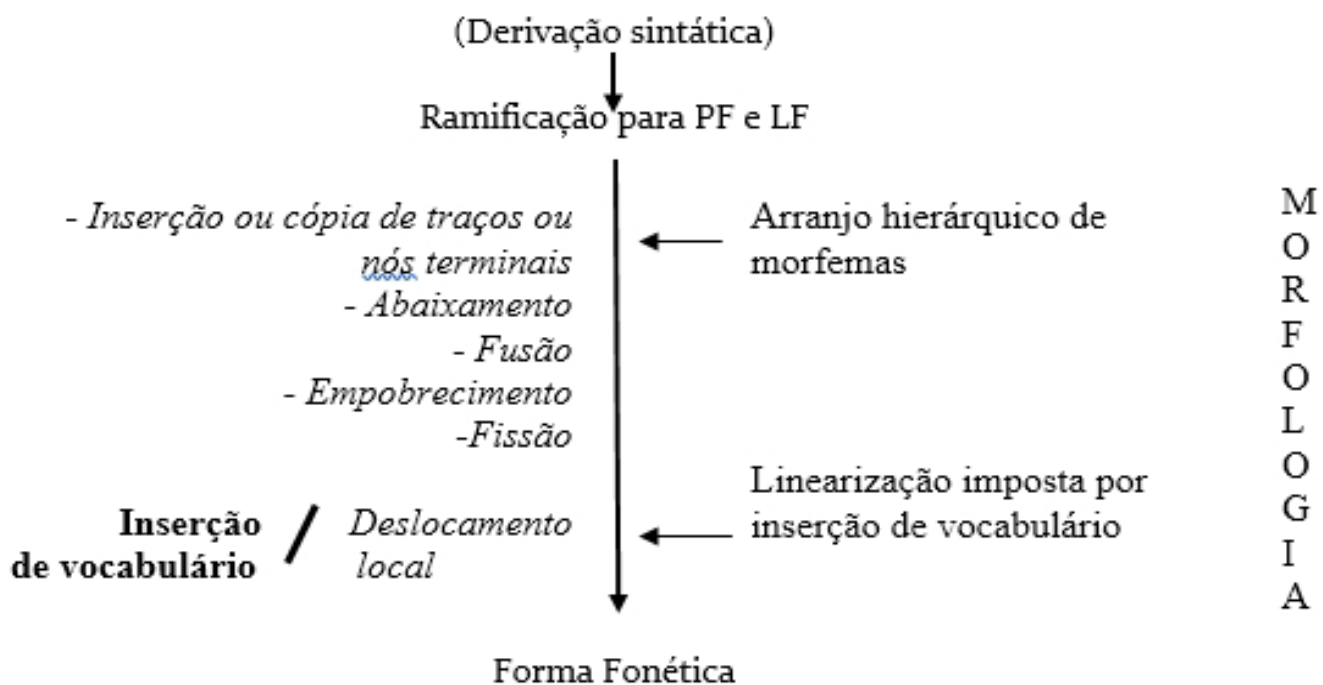 (Derivação sintática)
Ramificação para PF e LF
- Inserção ou cópia de traços ou
nós terminais
- Abaixamento
- Fusão
- Empobrecimento
-Fissão
Arranjo hierárquico de
morfemas
Inserção
de vocabulário
/
Deslocamento
local
Linearização imposta por
inserção de vocabulário
M
O
R
F
O
L
O
G
I
A
Forma Fonética